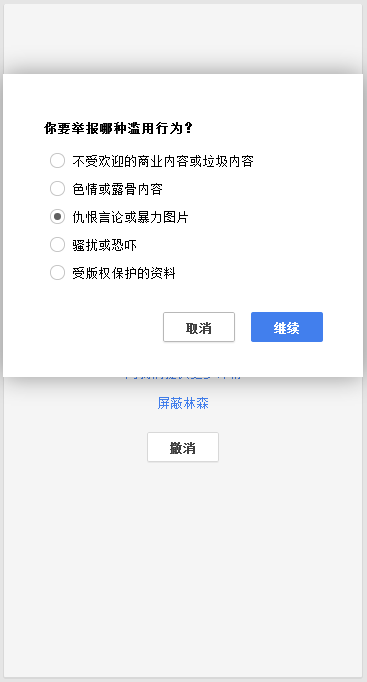 你要举报哪种滥用行为?
不受欢迎的商业内容或垃圾内容
色情或露骨内容
仇恨言论或暴力图片
骚扰或恐吓
受版权保护的资料
取消
继续
屏蔽林森
撤消